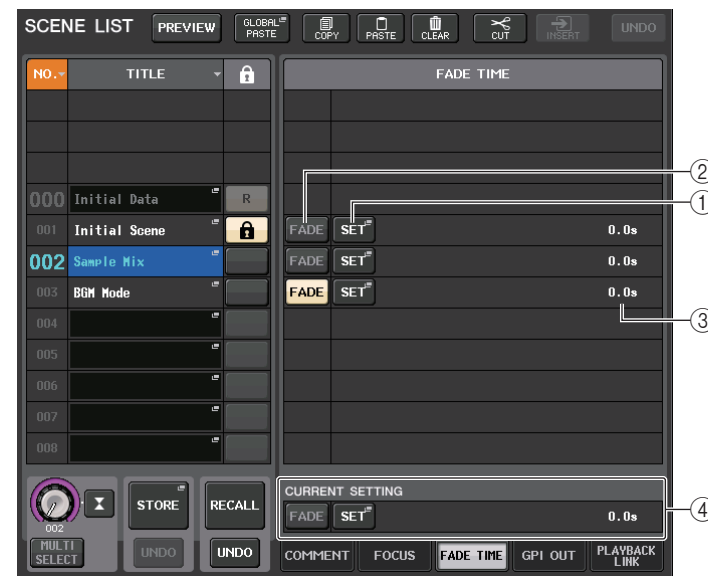 SCENE LIST PREVIEW GLOBAL PASTE COPY PASTE CLEAR CUT INSERT UNDO
NO. TITLE FADE TIME
2
000 Initial Data R
1
001 Initial Scene FADE SET 0.0s
002 Sample Mix FADE SET 0.0s
003 BGM Mode FADE SET 0.0s
3
004
005
006
007
008
CURRENT SETTING
STORE RECALL
FADE SET 0.0s
4
002
MULTI SELECT UNDO UNDO
COMMENT FOCUS FADE TIME GPI OUT PLAYBACK LINK